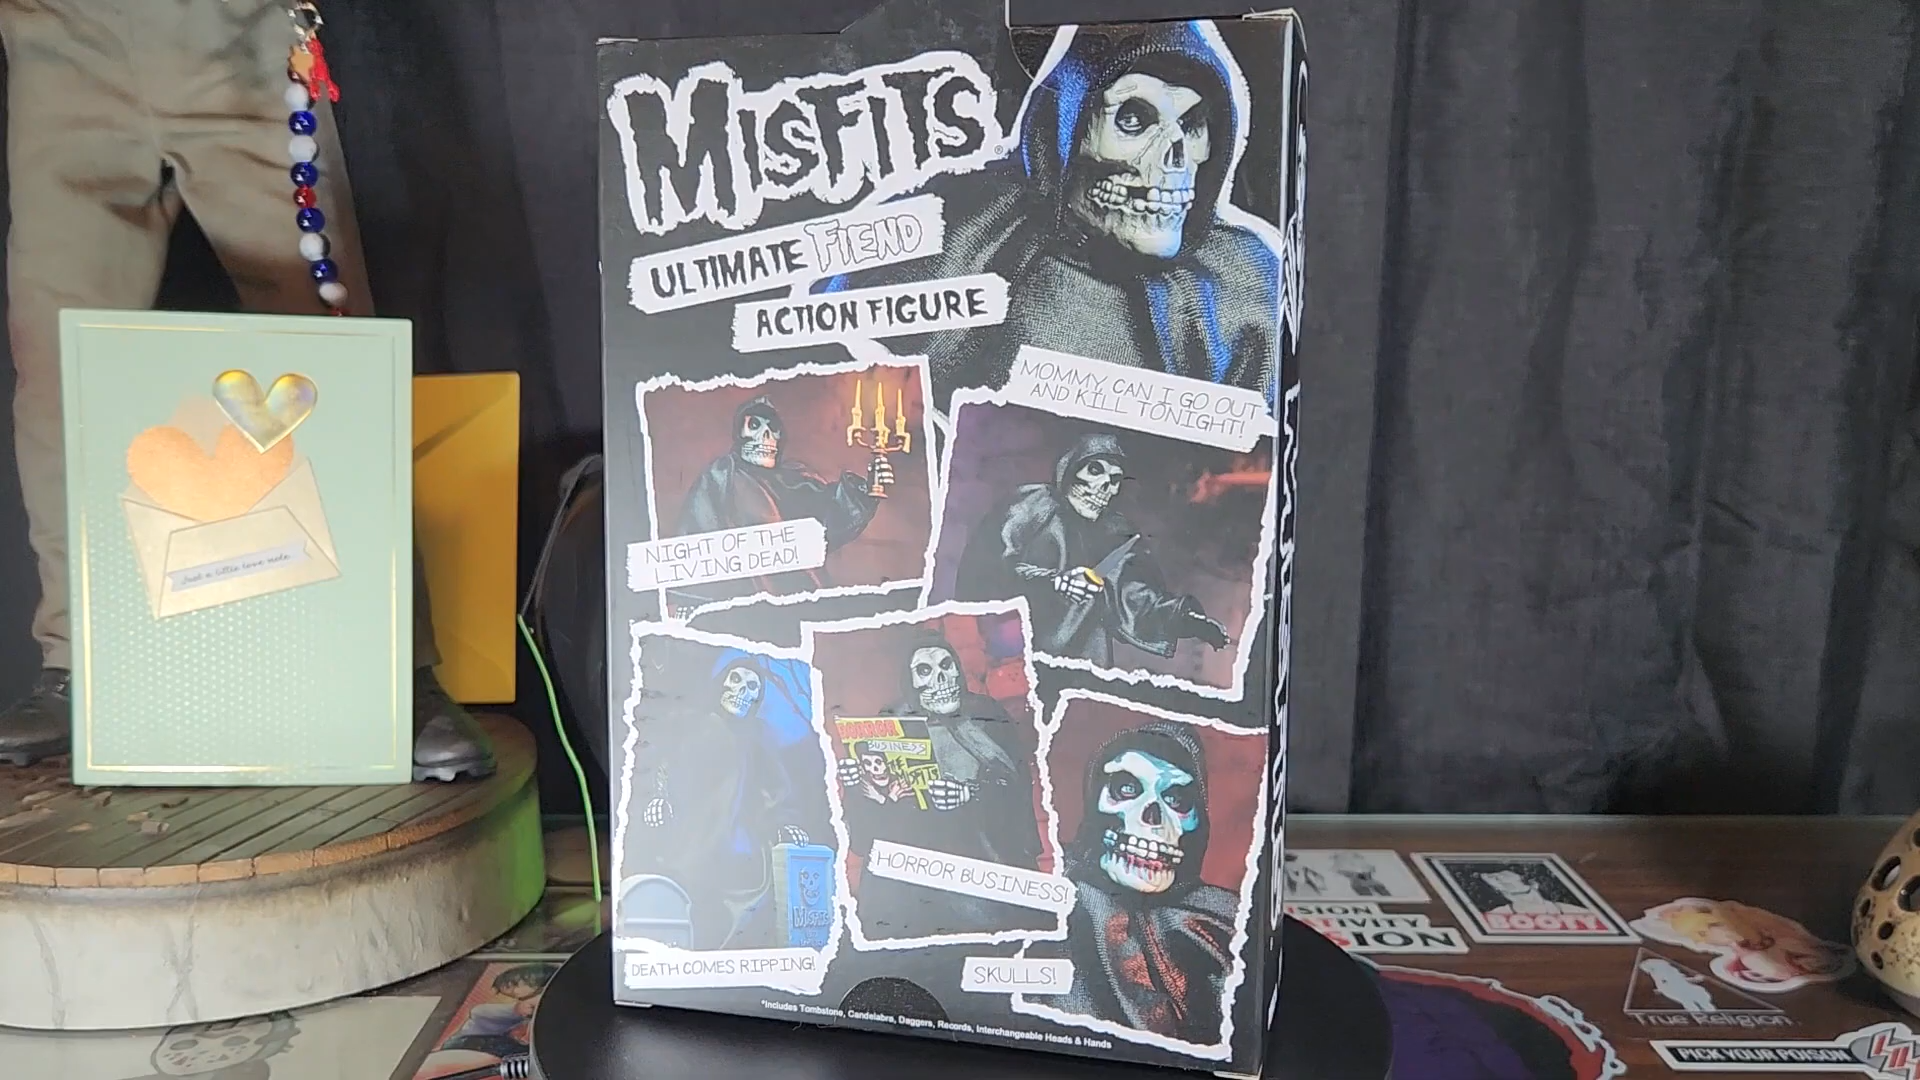 MISFITS®
ULTIMATE FIEND
ACTION FIGURE
MOMMY, CAN I GO OUT
AND KILL TONIGHT!
NIGHT OF THE
LIVING DEAD!
HORROR
BUSINESS
THE
MISFITS
HORROR BUSINESS!
MISFITS
DEATH COMES RIPPING!
SKULLS!
*Includes Tombstone, Candelabra, Daggers, Records, Interchangeable Heads & Hands
Just a little love note
BOOTY
True Religion
PICK YOUR POISON